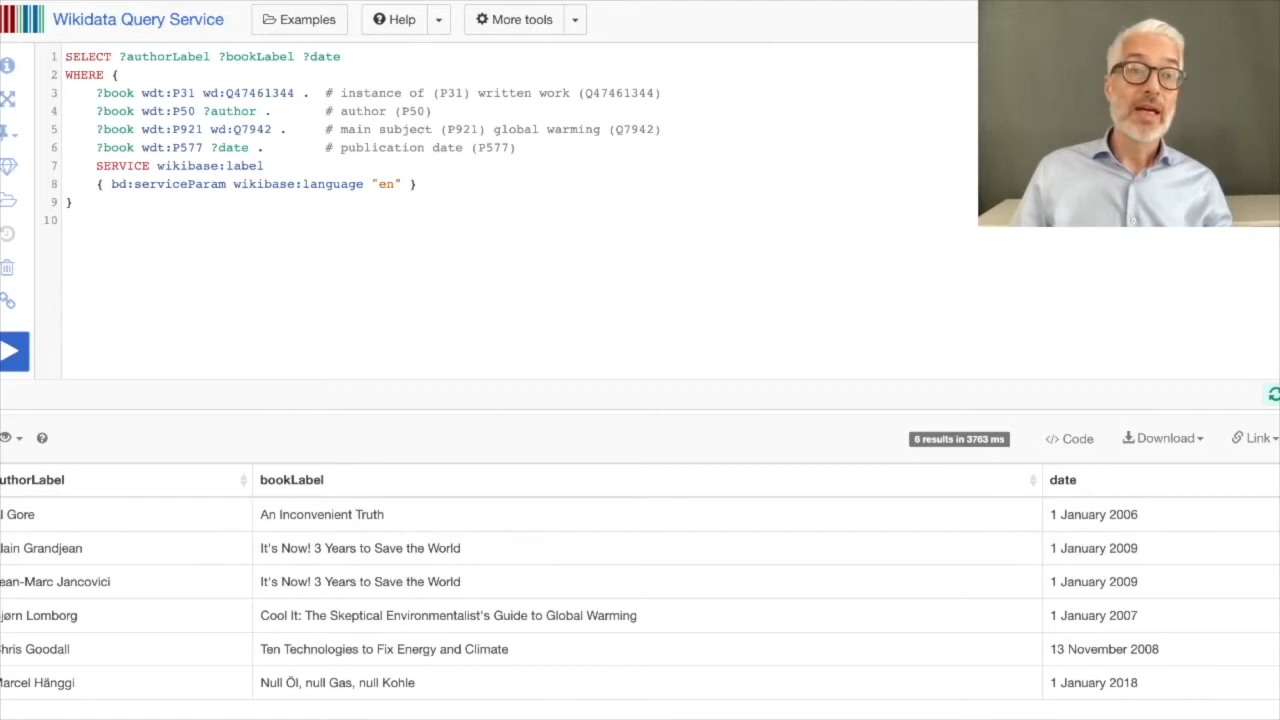 Wikidata Query Service Examples Help More tools
1 SELECT ?authorLabel ?bookLabel ?date
2 WHERE {
3 ?book wdt:P31 wd:Q47461344 . # instance of (P31) written work (Q47461344)
4 ?book wdt:P50 ?author . # author (P50)
5 ?book wdt:P921 wd:Q7942 . # main subject (P921) global warming (Q7942)
6 ?book wdt:P577 ?date . # publication date (P577)
7 SERVICE wikibase:label
8 { bd:serviceParam wikibase:language "en" }
9 }
10
6 results in 3763 ms </> Code Download Link
uthorLabel bookLabel date
l Gore An Inconvenient Truth 1 January 2006
lain Grandjean It's Now! 3 Years to Save the World 1 January 2009
ean-Marc Jancovici It's Now! 3 Years to Save the World 1 January 2009
jørn Lomborg Cool It: The Skeptical Environmentalist's Guide to Global Warming 1 January 2007
hris Goodall Ten Technologies to Fix Energy and Climate 13 November 2008
arcel Hänggi Null Öl, null Gas, null Kohle 1 January 2018